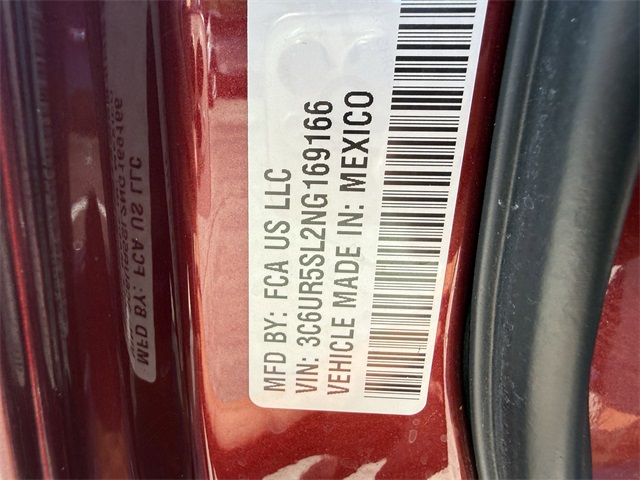 MFD BY: FCA US LLC
VIN: 3C6UR5SL2NG169166
VEHICLE MADE IN: MEXICO